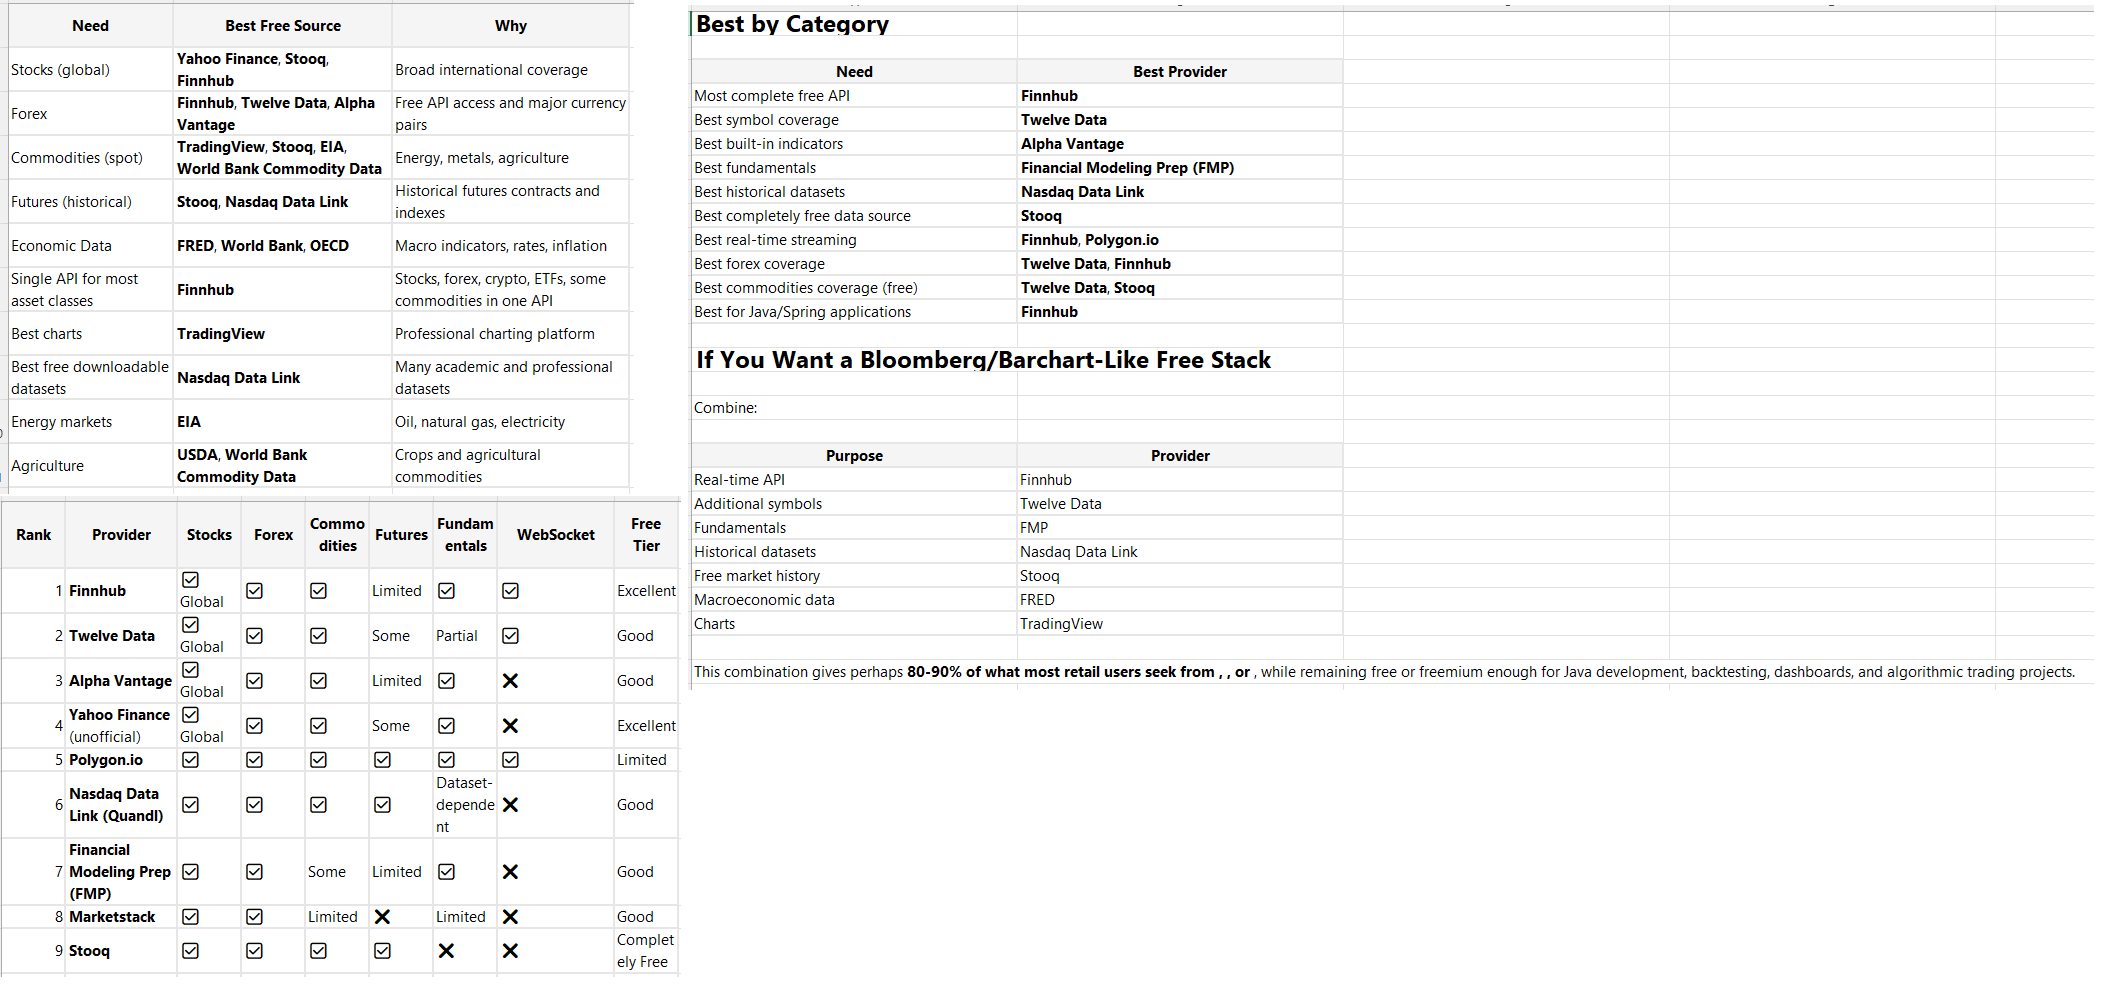 Need Best Free Source Why
Stocks (global) Yahoo Finance, Stooq, Finnhub Broad international coverage
Forex Finnhub, Twelve Data, Alpha Vantage Free API access and major currency pairs
Commodities (spot) TradingView, Stooq, EIA, World Bank Commodity Data Energy, metals, agriculture
Futures (historical) Stooq, Nasdaq Data Link Historical futures contracts and indexes
Economic Data FRED, World Bank, OECD Macro indicators, rates, inflation
Single API for most asset classes Finnhub Stocks, forex, crypto, ETFs, some commodities in one API
Best charts TradingView Professional charting platform
Best free downloadable datasets Nasdaq Data Link Many academic and professional datasets
Energy markets EIA Oil, natural gas, electricity
Agriculture USDA, World Bank Commodity Data Crops and agricultural commodities
Rank Provider Stocks Forex Commodities Futures Fundamentals WebSocket Free Tier
1 Finnhub ☑ Global ☑ ☑ Limited ☑ ☑ Excellent
2 Twelve Data ☑ Global ☑ ☑ Some Partial ☑ Good
3 Alpha Vantage ☑ Global ☑ ☑ Limited ☑ ❌ Good
4 Yahoo Finance (unofficial) ☑ Global ☑ ☑ Some ☑ ❌ Excellent
5 Polygon.io ☑ ☑ ☑ ☑ ☑ ☑ Limited
6 Nasdaq Data Link (Quandl) ☑ ☑ ☑ ☑ Dataset-dependent ❌ Good
7 Financial Modeling Prep (FMP) ☑ ☑ Some Limited ☑ ❌ Good
8 Marketstack ☑ ☑ Limited ❌ Limited ❌ Good
9 Stooq ☑ ☑ ☑ ☑ ❌ ❌ Completely Free
Best by Category
Need Best Provider
Most complete free API Finnhub
Best symbol coverage Twelve Data
Best built-in indicators Alpha Vantage
Best fundamentals Financial Modeling Prep (FMP)
Best historical datasets Nasdaq Data Link
Best completely free data source Stooq
Best real-time streaming Finnhub, Polygon.io
Best forex coverage Twelve Data, Finnhub
Best commodities coverage (free) Twelve Data, Stooq
Best for Java/Spring applications Finnhub
If You Want a Bloomberg/Barchart-Like Free Stack
Combine:
Purpose Provider
Real-time API Finnhub
Additional symbols Twelve Data
Fundamentals FMP
Historical datasets Nasdaq Data Link
Free market history Stooq
Macroeconomic data FRED
Charts TradingView
This combination gives perhaps 80-90% of what most retail users seek from , , or , while remaining free or freemium enough for Java development, backtesting, dashboards, and algorithmic trading projects.